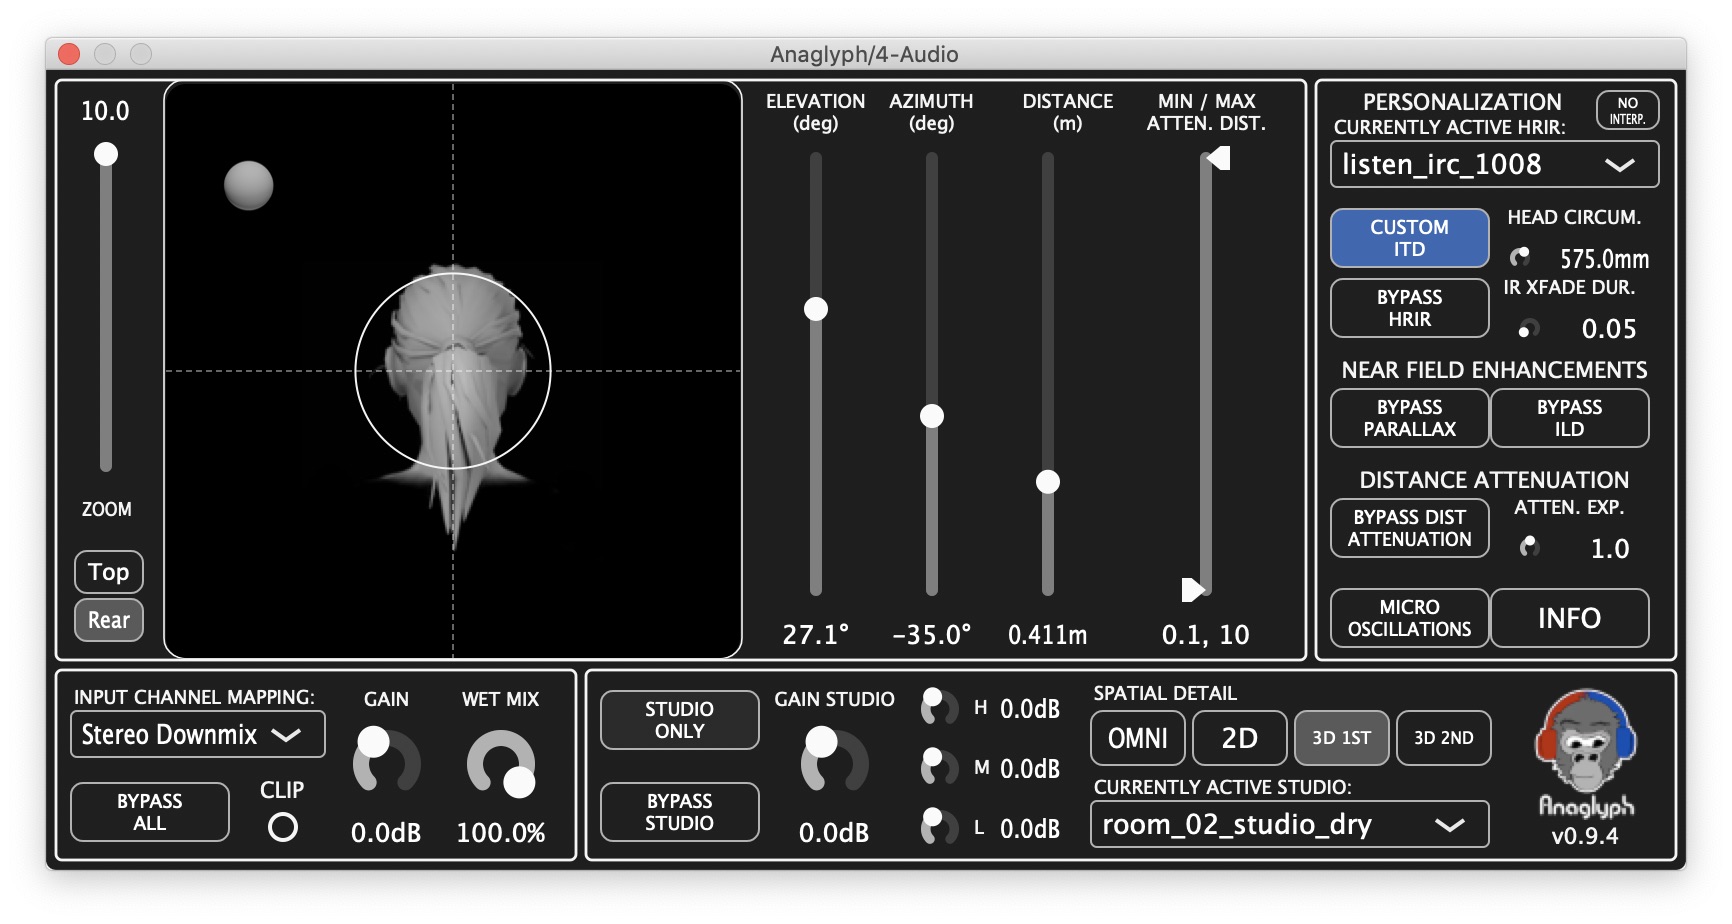 Anaglyph/4-Audio
10.0
ZOOM
Top
Rear
ELEVATION
(deg)
27.1°
AZIMUTH
(deg)
-35.0°
DISTANCE
(m)
0.411m
MIN / MAX
ATTEN. DIST.
0.1, 10
PERSONALIZATION
NO
INTERP.
CURRENTLY ACTIVE HRIR:
listen_irc_1008
CUSTOM
ITD
HEAD CIRCUM.
575.0mm
BYPASS
HRIR
IR XFADE DUR.
0.05
NEAR FIELD ENHANCEMENTS
BYPASS
PARALLAX
BYPASS
ILD
DISTANCE ATTENUATION
BYPASS DIST
ATTENUATION
ATTEN. EXP.
1.0
MICRO
OSCILLATIONS
INFO
INPUT CHANNEL MAPPING:
Stereo Downmix
BYPASS
ALL
CLIP
GAIN
0.0dB
WET MIX
100.0%
STUDIO
ONLY
BYPASS
STUDIO
GAIN STUDIO
0.0dB
H 0.0dB
M 0.0dB
L 0.0dB
SPATIAL DETAIL
OMNI
2D
3D 1ST
3D 2ND
CURRENTLY ACTIVE STUDIO:
room_02_studio_dry
Anaglyph
v0.9.4